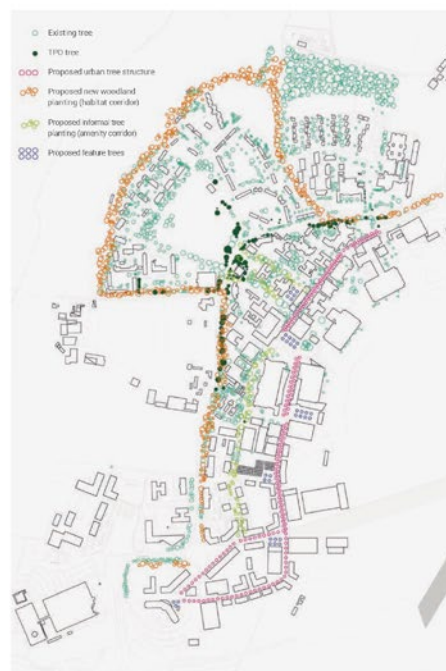 Existing tree
TPO tree
Proposed urban tree structure
Proposed new woodland
planting (habitat corridor)
Proposed informal tree
planting (amenity corridor)
Proposed feature trees